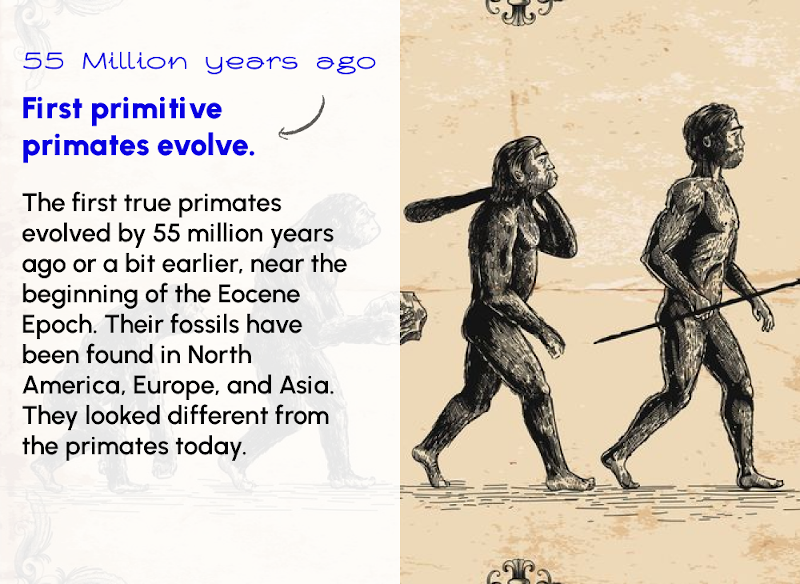 55 Million years ago
First primitive
primates evolve.
The first true primates
evolved by 55 million years
ago or a bit earlier, near the
beginning of the Eocene
Epoch. Their fossils have
been found in North
America, Europe, and Asia.
They looked different from
the primates today.